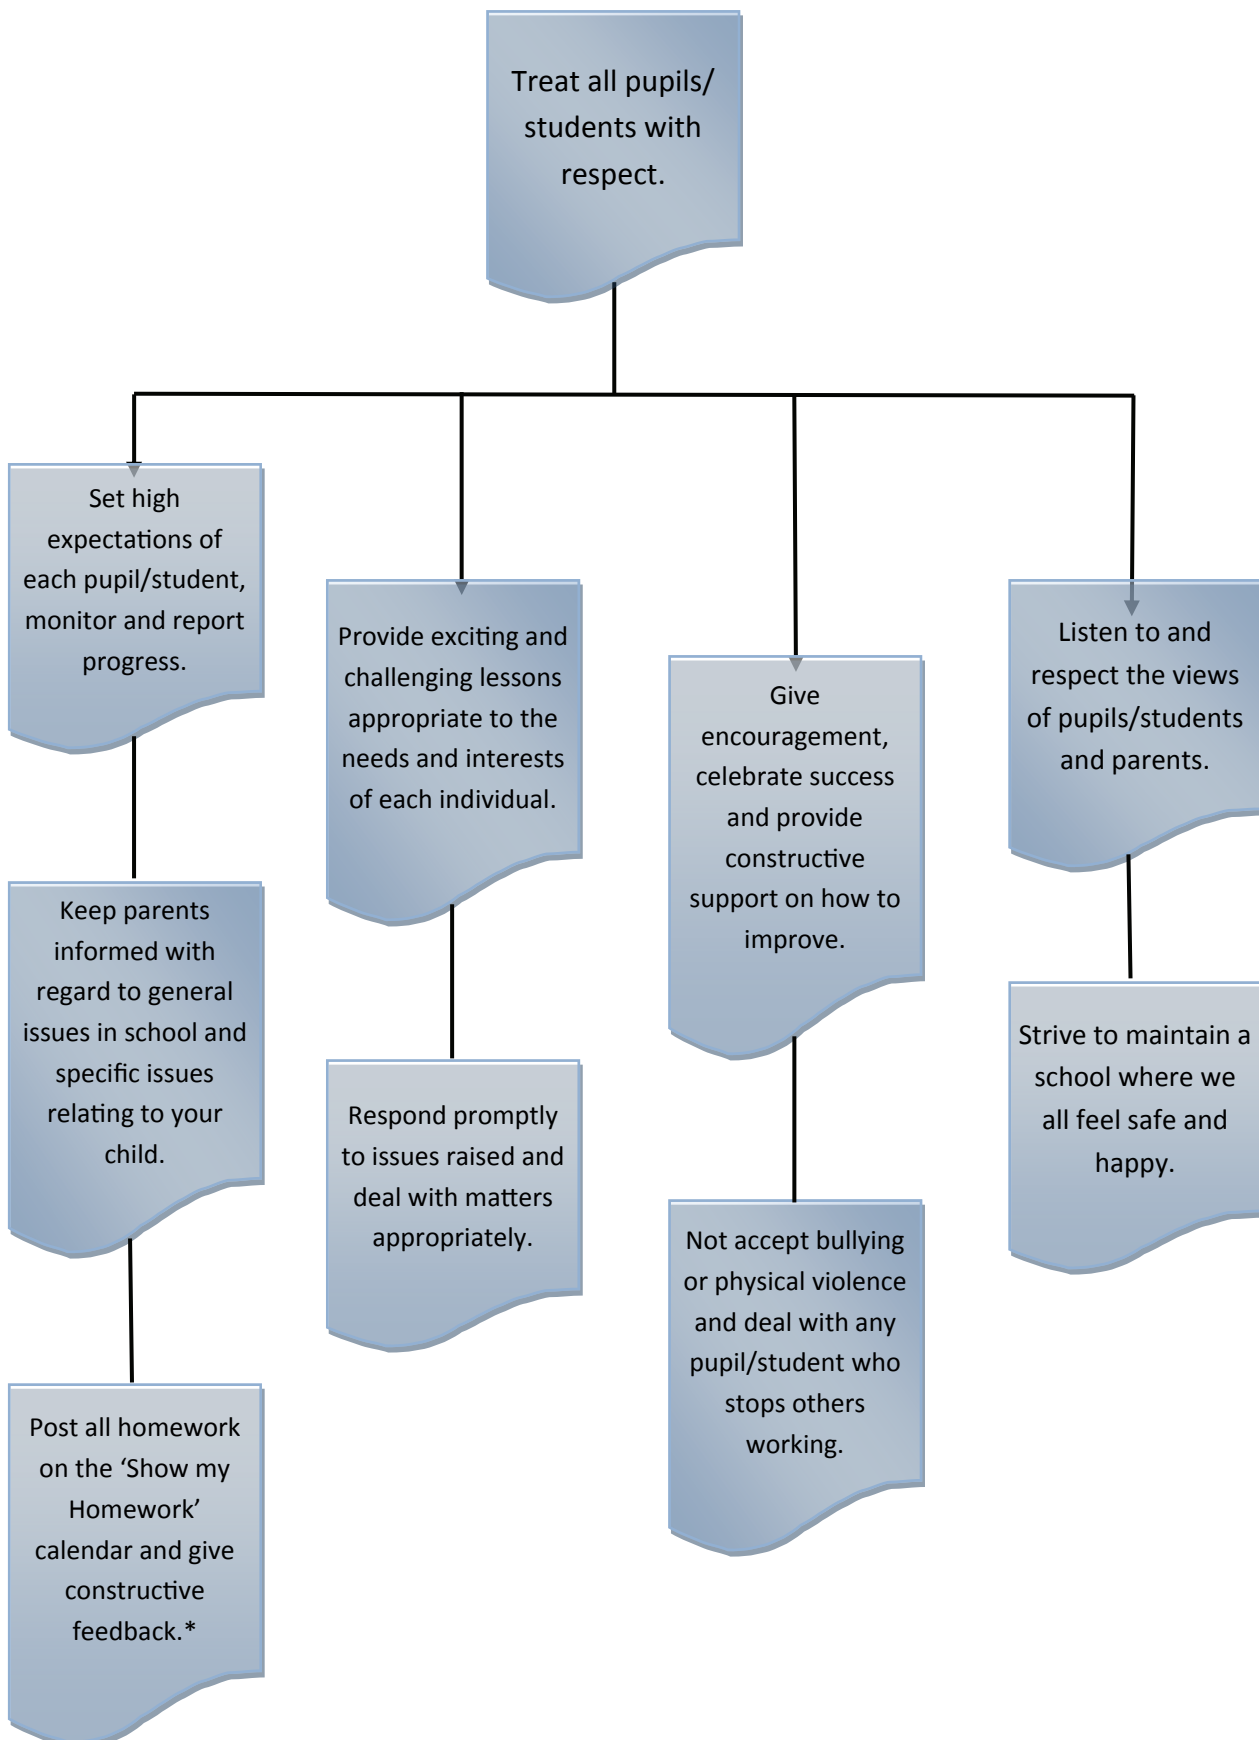 Treat all pupils/
students with
respect.
Set high
expectations of
each pupil/student,
monitor and report
progress.
Provide exciting and
challenging lessons
appropriate to the
needs and interests
of each individual.
Give
encouragement,
celebrate success
and provide
constructive
support on how to
improve.
Listen to and
respect the views
of pupils/students
and parents.
Keep parents
informed with
regard to general
issues in school and
specific issues
relating to your
child.
Respond promptly
to issues raised and
deal with matters
appropriately.
Not accept bullying
or physical violence
and deal with any
pupil/student who
stops others
working.
Strive to maintain a
school where we
all feel safe and
happy.
Post all homework
on the ‘Show my
Homework’
calendar and give
constructive
feedback.*